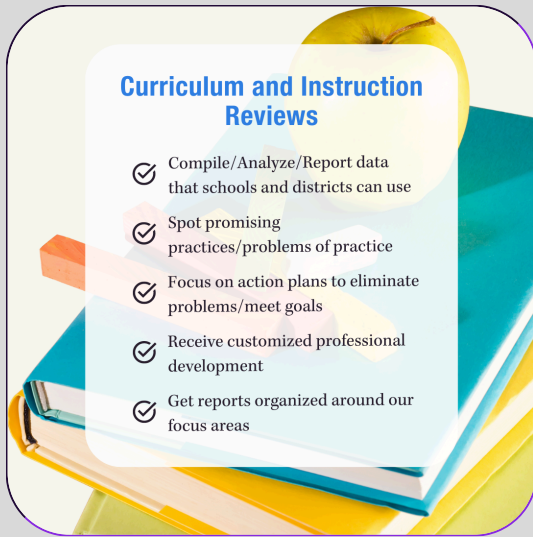 Curriculum and Instruction
Reviews
Compile/Analyze/Report data
that schools and districts can use
Spot promising
practices/problems of practice
Focus on action plans to eliminate
problems/meet goals
Receive customized professional
development
Get reports organized around our
focus areas